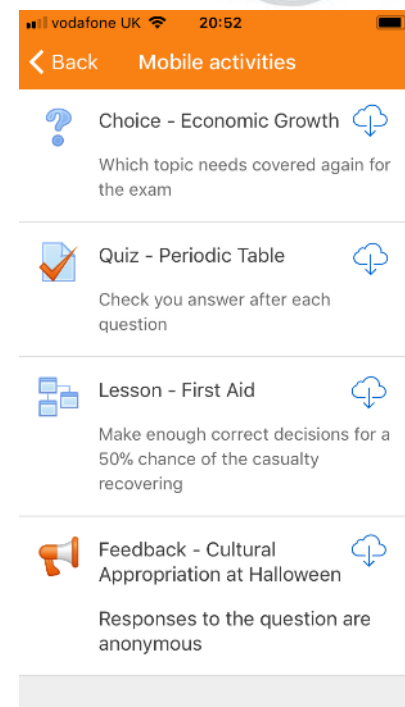 vodafone UK 20:52
Back Mobile activities
Choice - Economic Growth
Which topic needs covered again for
the exam
Quiz - Periodic Table
Check you answer after each
question
Lesson - First Aid
Make enough correct decisions for a
50% chance of the casualty
recovering
Feedback - Cultural
Appropriation at Halloween
Responses to the question are
anonymous